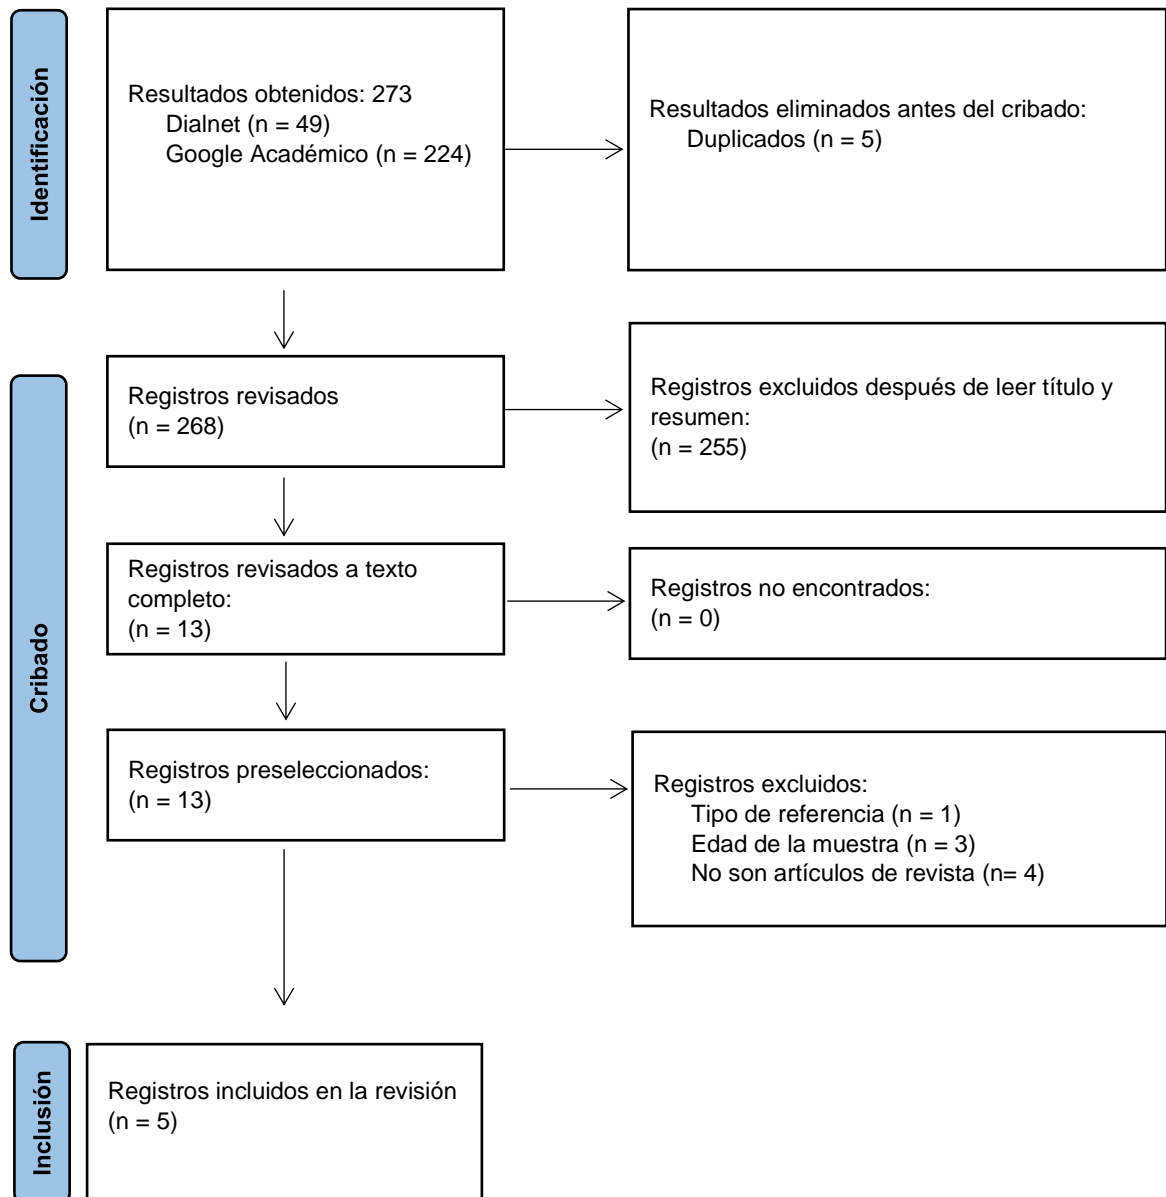 Identificación
Resultados obtenidos: 273
Dialnet (n = 49)
Google Académico (n = 224)
Resultados eliminados antes del cribado:
Duplicados (n = 5)
Cribado
Registros revisados
(n = 268)
Registros excluidos después de leer título y
resumen:
(n = 255)
Registros revisados a texto
completo:
(n = 13)
Registros no encontrados:
(n = 0)
Registros preseleccionados:
(n = 13)
Registros excluidos:
Tipo de referencia (n = 1)
Edad de la muestra (n = 3)
No son artículos de revista (n= 4)
Inclusión
Registros incluidos en la revisión
(n = 5)